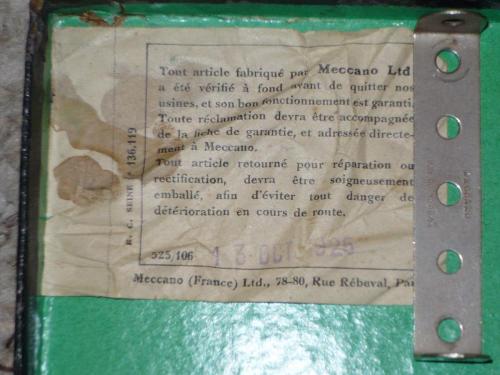 Tout article fabriqué par Meccano Ltd
a été vérifié à fond avant de quitter nos
usines, et son bon fonctionnement est garanti.
Toute réclamation devra être accompagnée
de la fiche de garantie, et adressée directe-
ment à Meccano.
Tout article retourné pour réparation ou
rectification, devra être soigneusement
emballé, afin d'éviter tout danger de
détérioration en cours de route.
525/106 13 OCT 1925
Meccano (France) Ltd., 78-80, Rue Rébeval, Par
R. C. SEINE N° 136.119
MECCANO